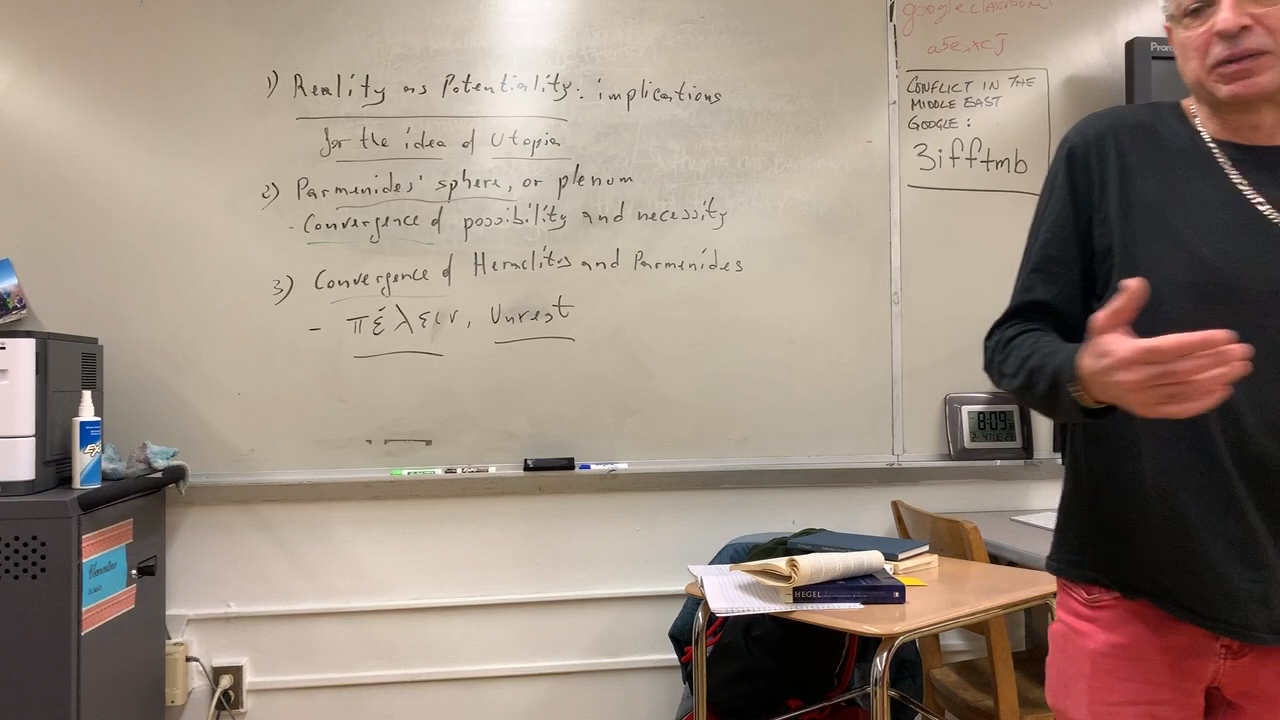 1) Reality as Potentiality: implications
for the idea of Utopia
2) Parmenides' sphere, or plenum
- Convergence of possibility and necessity
3) Convergence of Heraclitus and Parmenides
- πέλειν, Unrest
google classroom:
CONFLICT IN THE
MIDDLE EAST
GOOGLE:
3ifftmb
8:09
HEGEL